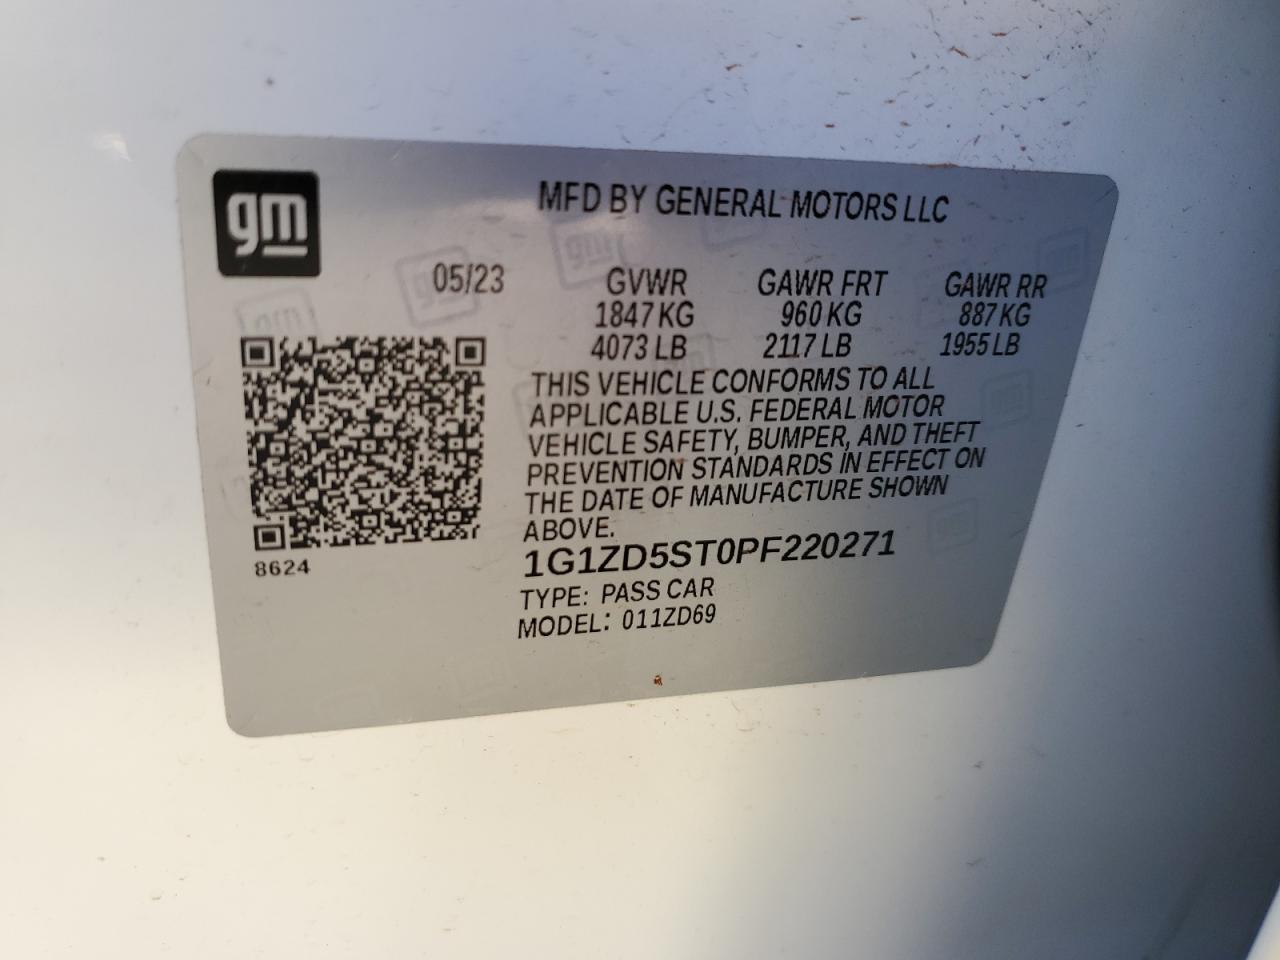 gm
MFD BY GENERAL MOTORS LLC
05/23 GVWR GAWR FRT GAWR RR
1847 KG 960 KG 887 KG
4073 LB 2117 LB 1955 LB
THIS VEHICLE CONFORMS TO ALL
APPLICABLE U.S. FEDERAL MOTOR
VEHICLE SAFETY, BUMPER, AND THEFT
PREVENTION STANDARDS IN EFFECT ON
THE DATE OF MANUFACTURE SHOWN
ABOVE.
1G1ZD5ST0PF220271
TYPE: PASS CAR
MODEL: 011ZD69
8624